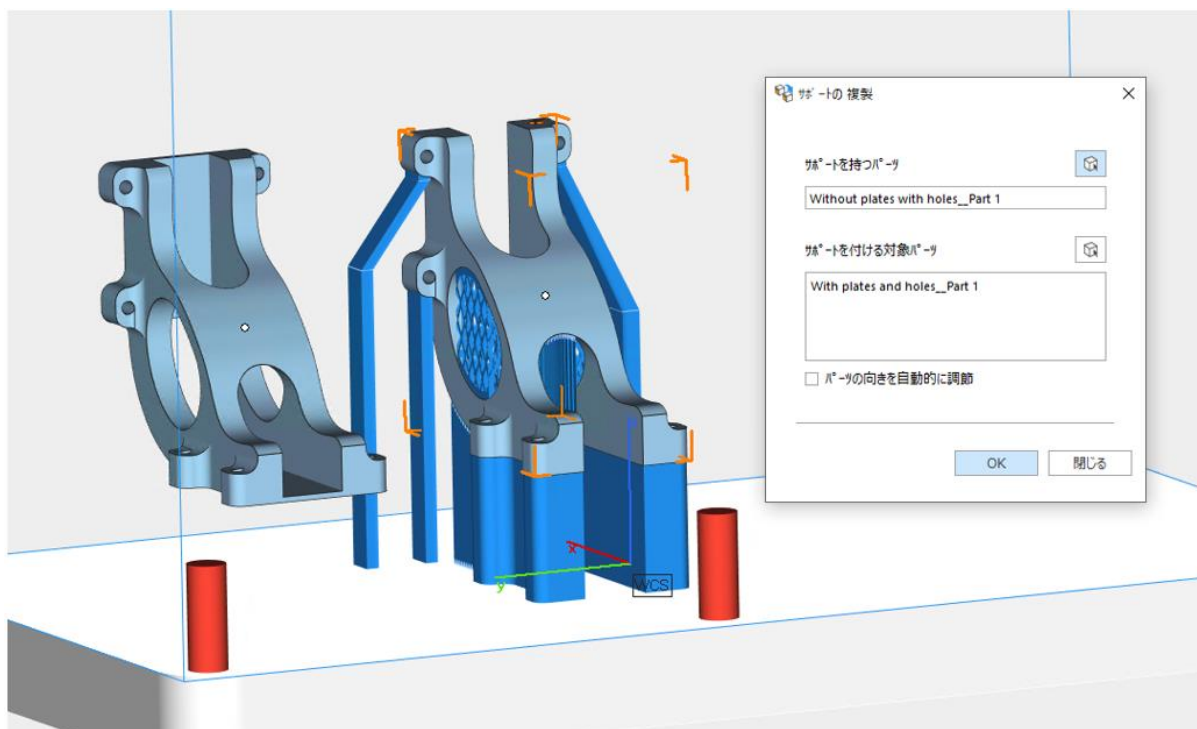 ｻﾎﾟｰﾄの 複製
ｻﾎﾟｰﾄを持つﾊﾟｰﾂ
Without plates with holes__Part 1
ｻﾎﾟｰﾄを付ける対象ﾊﾟｰﾂ
With plates and holes__Part 1
ﾊﾟｰﾂの向きを自動的に調節
OK
閉じる
x
y
WCS